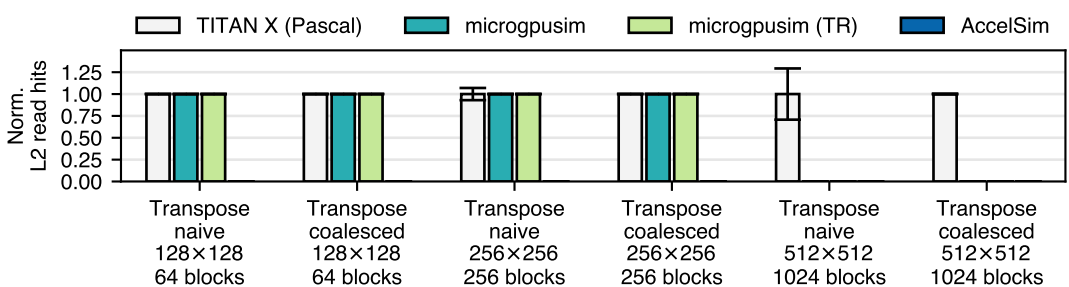 TITAN X (Pascal) microgpusim microgpusim (TR) AccelSim
Norm.
L2 read hits
1.25
1.00
0.75
0.50
0.25
0.00
Transpose
naive
128×128
64 blocks
Transpose
coalesced
128×128
64 blocks
Transpose
naive
256×256
256 blocks
Transpose
coalesced
256×256
256 blocks
Transpose
naive
512×512
1024 blocks
Transpose
coalesced
512×512
1024 blocks